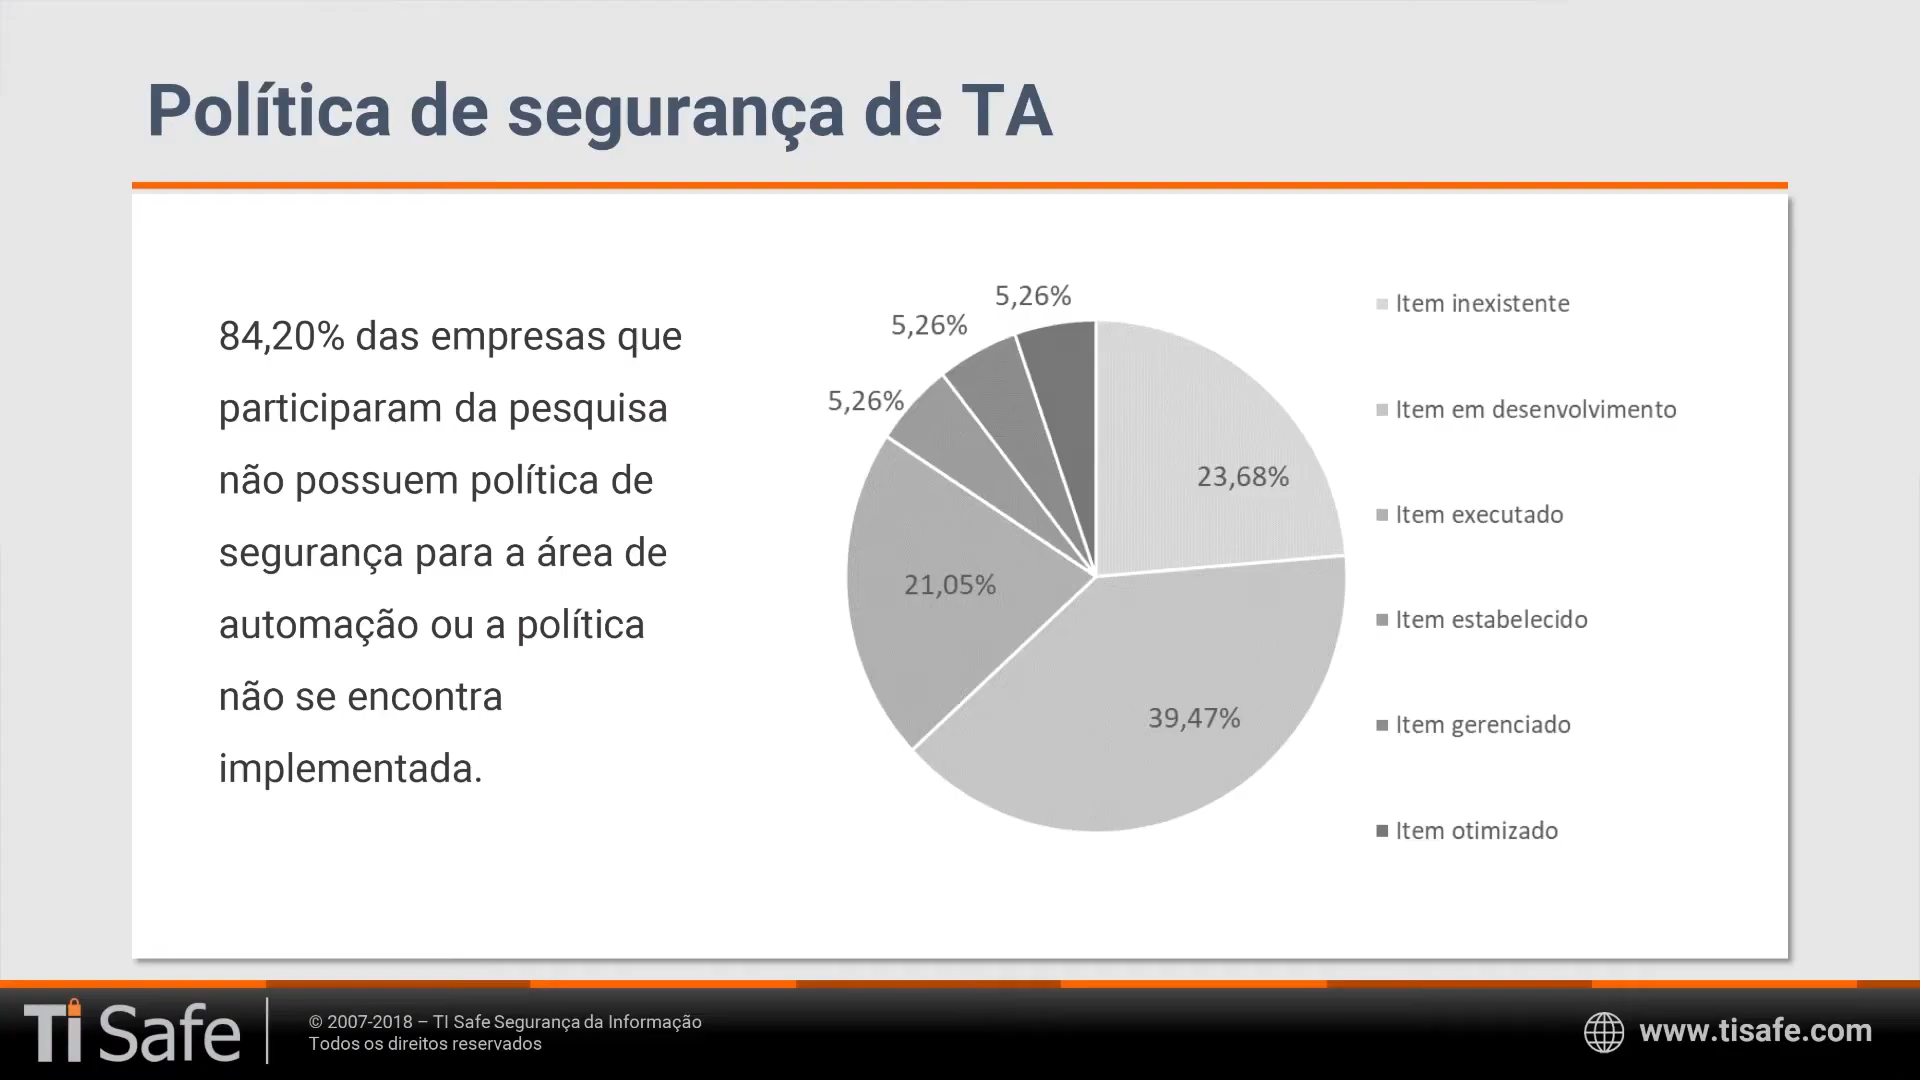 Política de segurança de TA
84,20% das empresas que
participaram da pesquisa
não possuem política de
segurança para a área de
automação ou a política
não se encontra
implementada.
5,26%
5,26%
5,26%
23,68%
21,05%
39,47%
Item inexistente
Item em desenvolvimento
Item executado
Item estabelecido
Item gerenciado
Item otimizado
Ti Safe
© 2007-2018 – TI Safe Segurança da Informação
Todos os direitos reservados
www.tisafe.com